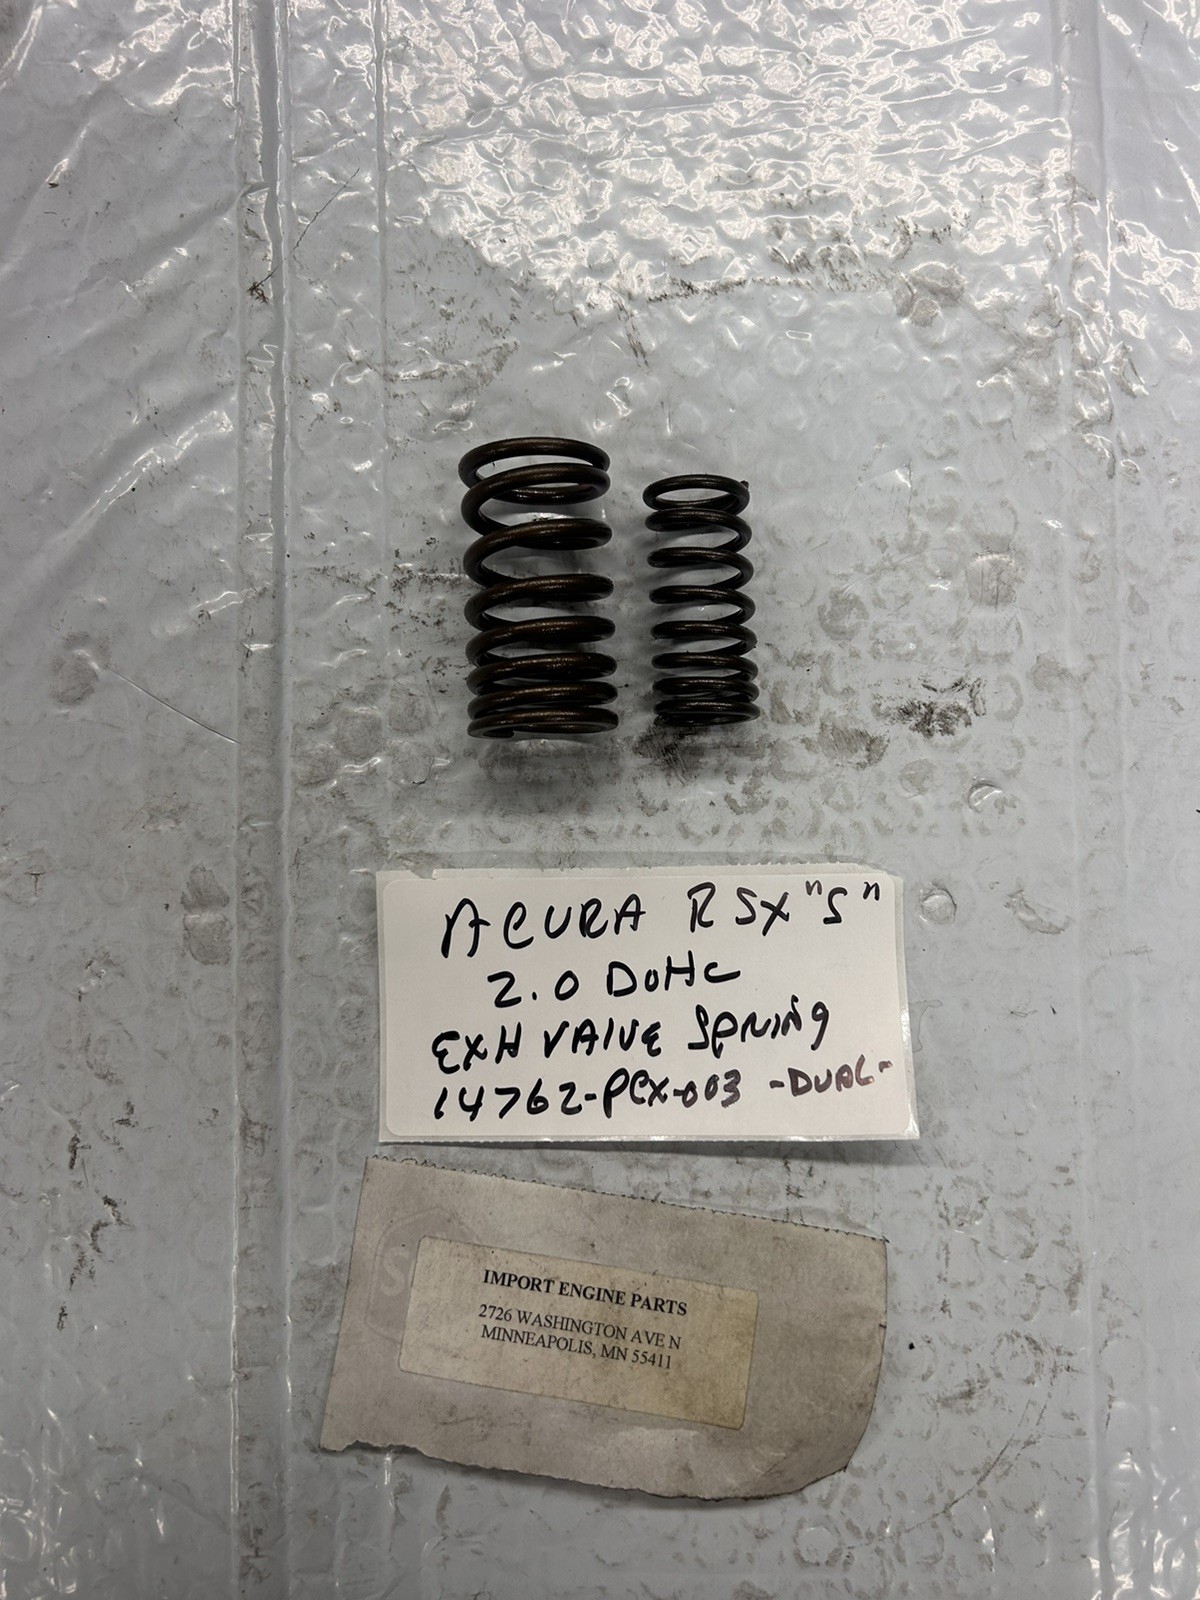 ACURA RSX "S"
2.0 DOHC
EXH VALVE SPRING
14762-PCX-003 -DUAL-
IMPORT ENGINE PARTS
2726 WASHINGTON AVE N
MINNEAPOLIS, MN 55411